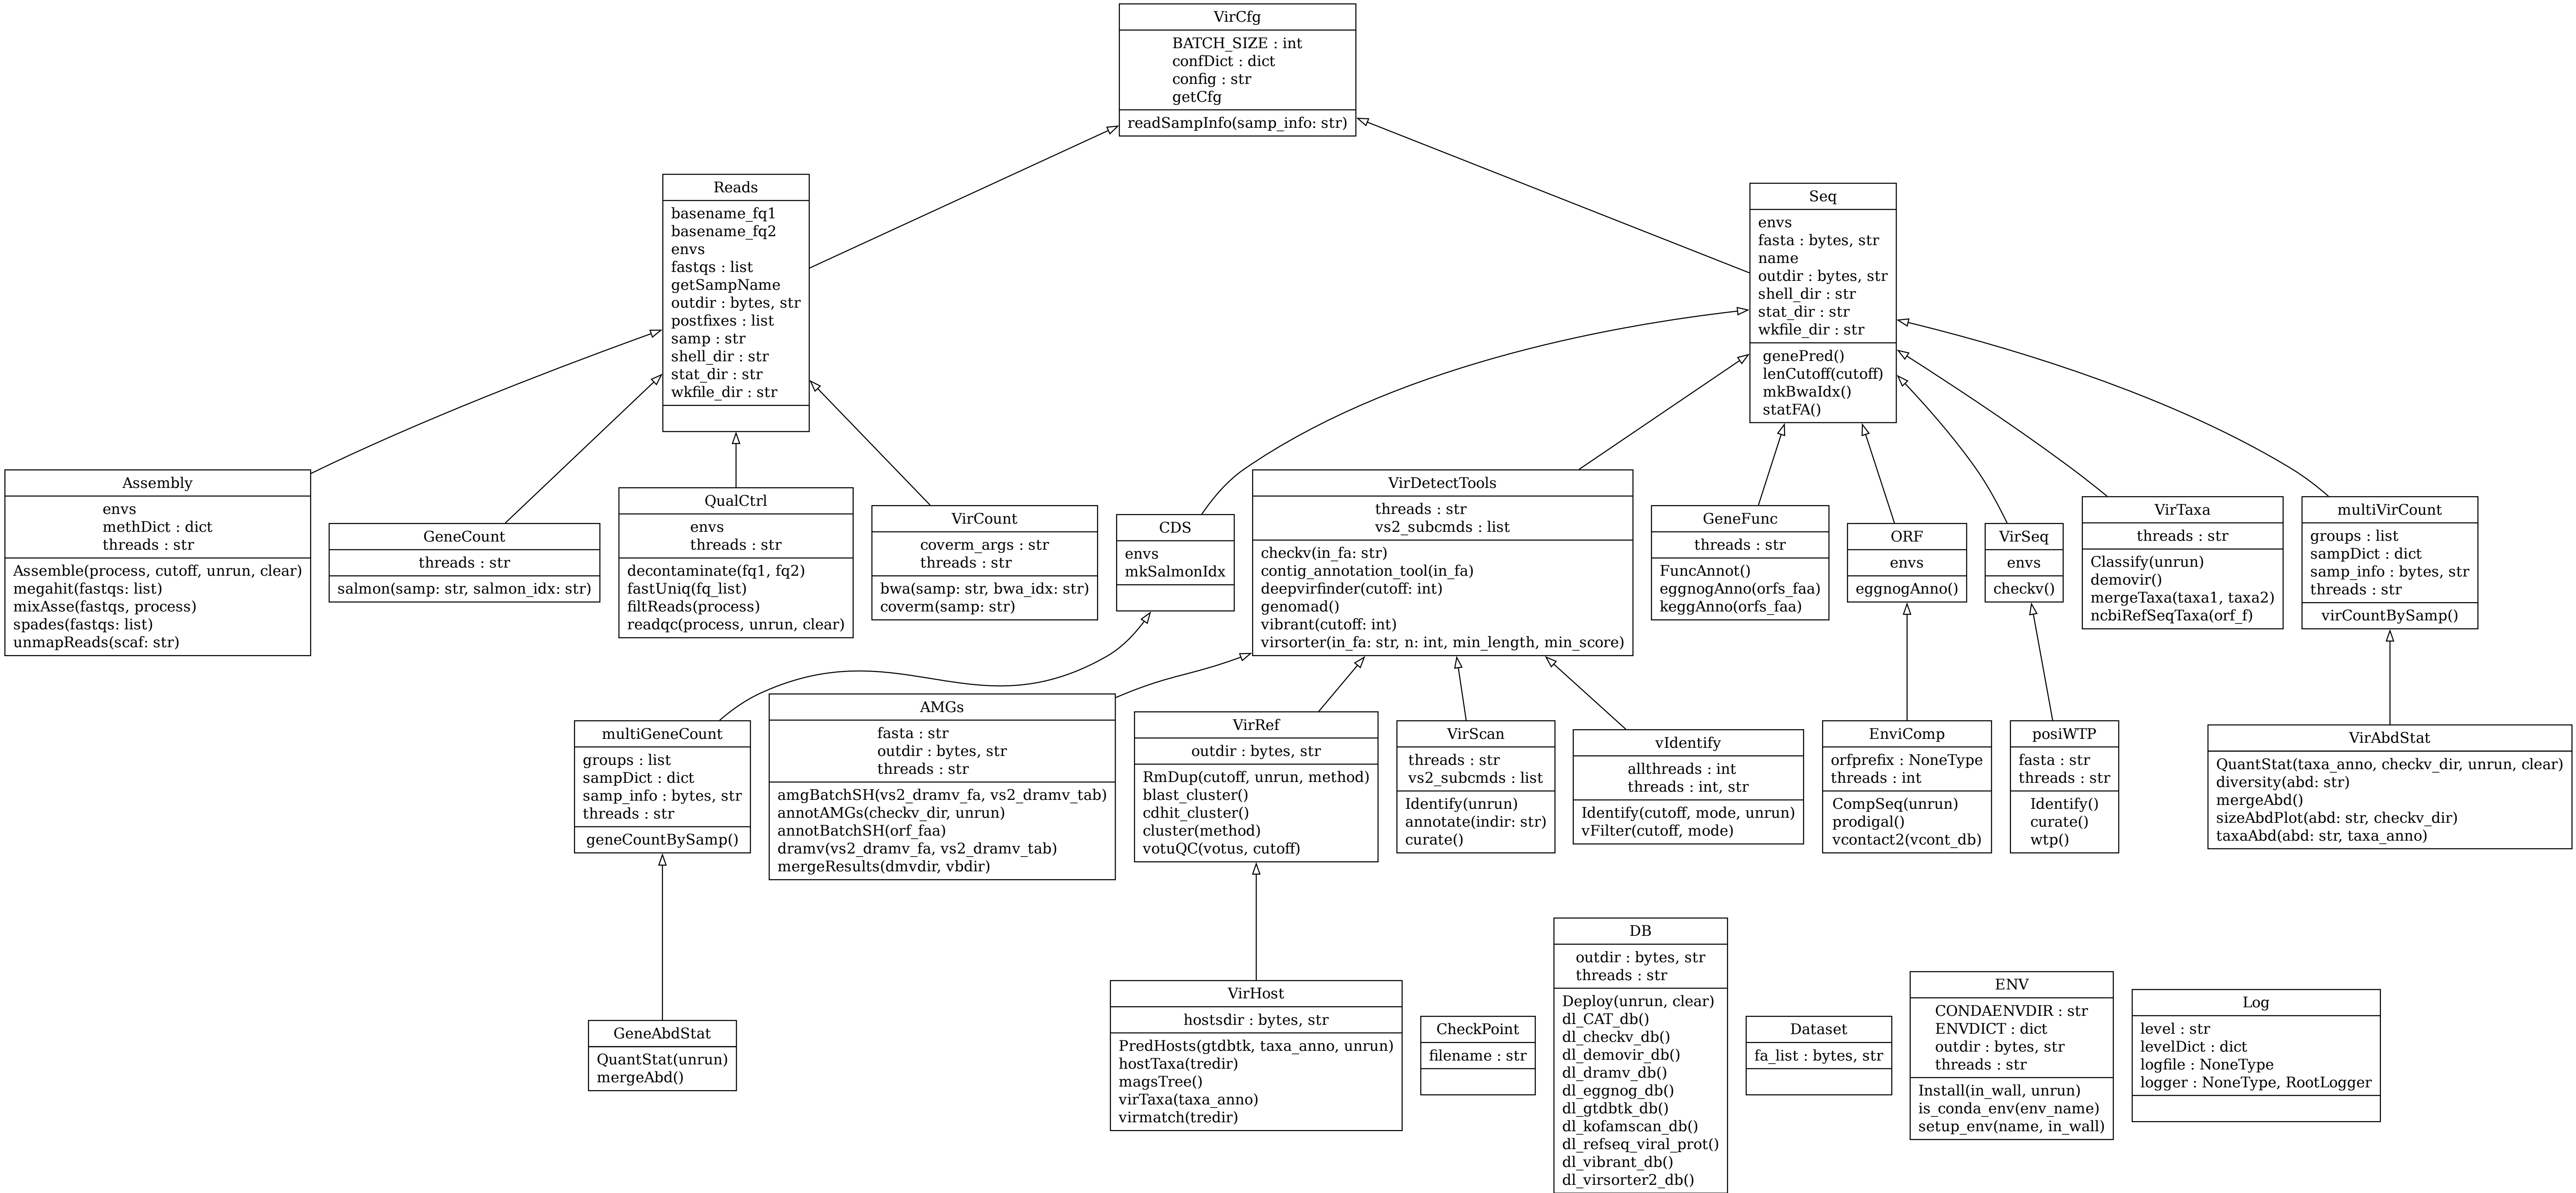 VirCfg
BATCH_SIZE : int
confDict : dict
config : str
getCfg
readSampInfo(samp_info: str)
Reads
basename_fq1
basename_fq2
envs
fastqs : list
getSampName
outdir : bytes, str
postfixes : list
samp : str
shell_dir : str
stat_dir : str
wkfile_dir : str
Seq
envs
fasta : bytes, str
name
outdir : bytes, str
shell_dir : str
stat_dir : str
wkfile_dir : str
genePred()
lenCutoff(cutoff)
mkBwaIdx()
statFA()
Assembly
envs
methDict : dict
threads : str
Assemble(process, cutoff, unrun, clear)
megahit(fastqs: list)
mixAsse(fastqs, process)
spades(fastqs: list)
unmapReads(scaf: str)
GeneCount
threads : str
salmon(samp: str, salmon_idx: str)
QualCtrl
envs
threads : str
decontaminate(fq1, fq2)
fastUniq(fq_list)
filtReads(process)
readqc(process, unrun, clear)
VirCount
coverm_args : str
threads : str
bwa(samp: str, bwa_idx: str)
coverm(samp: str)
CDS
envs
mkSalmonIdx
VirDetectTools
threads : str
vs2_subcmds : list
checkv(in_fa: str)
contig_annotation_tool(in_fa)
deepvirfinder(cutoff: int)
genomad()
vibrant(cutoff: int)
virsorter(in_fa: str, n: int, min_length, min_score)
GeneFunc
threads : str
FuncAnnot()
eggnogAnno(orfs_faa)
keggAnno(orfs_faa)
ORF
envs
eggnogAnno()
VirSeq
envs
checkv()
VirTaxa
threads : str
Classify(unrun)
demovir()
mergeTaxa(taxa1, taxa2)
ncbiRefSeqTaxa(orf_f)
multiVirCount
groups : list
sampDict : dict
samp_info : bytes, str
threads : str
virCountBySamp()
multiGeneCount
groups : list
sampDict : dict
samp_info : bytes, str
threads : str
geneCountBySamp()
AMGs
fasta : str
outdir : bytes, str
threads : str
amgBatchSH(vs2_dramv_fa, vs2_dramv_tab)
annotAMGs(checkv_dir, unrun)
annotBatchSH(orf_faa)
dramv(vs2_dramv_fa, vs2_dramv_tab)
mergeResults(dmvdir, vbdir)
VirRef
outdir : bytes, str
RmDup(cutoff, unrun, method)
blast_cluster()
cdhit_cluster()
cluster(method)
votuQC(votus, cutoff)
VirScan
threads : str
vs2_subcmds : list
Identify(unrun)
annotate(indir: str)
curate()
vIdentify
allthreads : int
threads : int, str
Identify(cutoff, mode, unrun)
vFilter(cutoff, mode)
EnviComp
orfprefix : NoneType
threads : int
CompSeq(unrun)
prodigal()
vcontact2(vcont_db)
posiWTP
fasta : str
threads : str
Identify()
curate()
wtp()
VirAbdStat
QuantStat(taxa_anno, checkv_dir, unrun, clear)
diversity(abd: str)
mergeAbd()
sizeAbdPlot(abd: str, checkv_dir)
taxaAbd(abd: str, taxa_anno)
GeneAbdStat
QuantStat(unrun)
mergeAbd()
VirHost
hostsdir : bytes, str
PredHosts(gtdbtk, taxa_anno, unrun)
hostTaxa(tredir)
magsTree()
virTaxa(taxa_anno)
virmatch(tredir)
CheckPoint
filename : str
DB
outdir : bytes, str
threads : str
Deploy(unrun, clear)
dl_CAT_db()
dl_checkv_db()
dl_demovir_db()
dl_dramv_db()
dl_eggnog_db()
dl_gtdbtk_db()
dl_kofamscan_db()
dl_refseq_viral_prot()
dl_vibrant_db()
dl_virsorter2_db()
Dataset
fa_list : bytes, str
ENV
CONDAENVDIR : str
ENVDICT : dict
outdir : bytes, str
threads : str
Install(in_wall, unrun)
is_conda_env(env_name)
setup_env(name, in_wall)
Log
level : str
levelDict : dict
logfile : NoneType
logger : NoneType, RootLogger